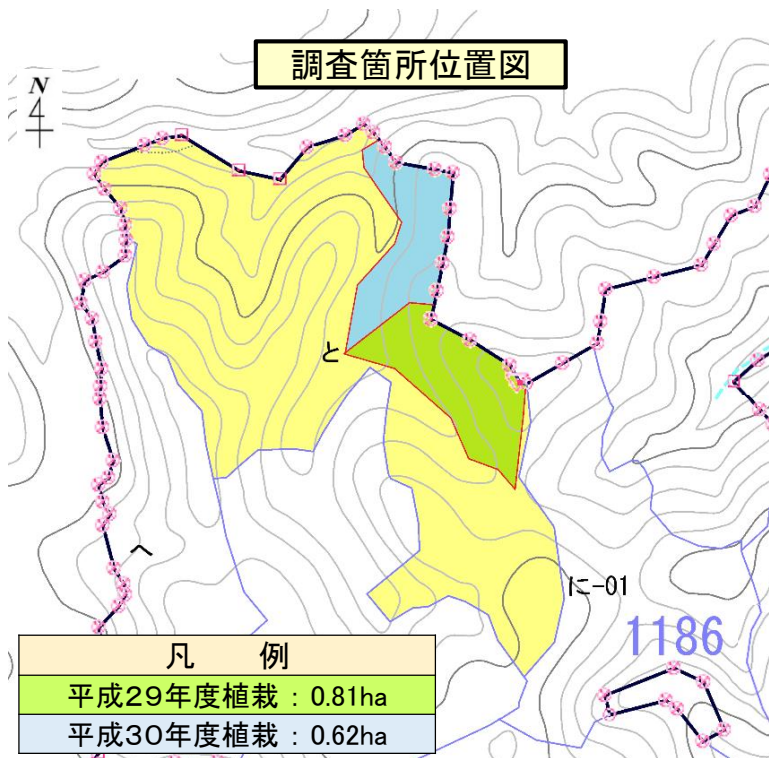 調査箇所位置図
N
と
へ
に-01
1186
凡 例
平成29年度植栽：0.81ha
平成30年度植栽：0.62ha